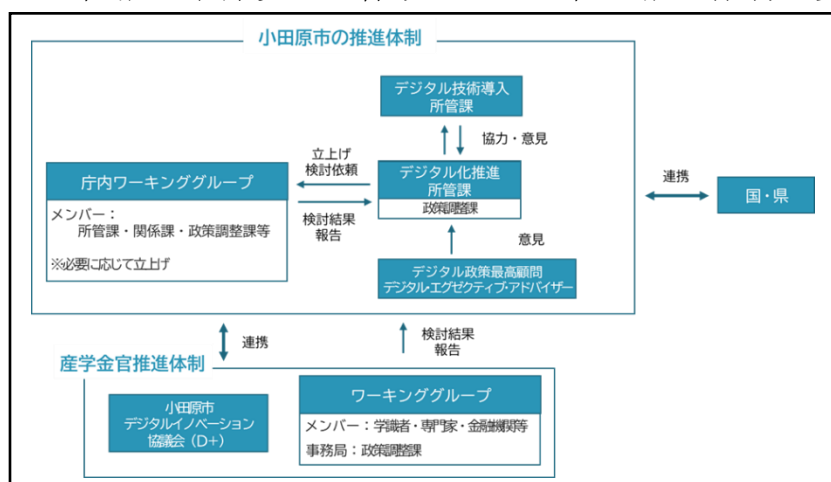 小田原市の推進体制
デジタル技術導入
所管課
協力・意見
立上げ
検討依頼
庁内ワーキンググループ
メンバー：
所管課・関係課・政策調整課等
※必要に応じて立上げ
検討結果
報告
デジタル化推進
所管課
政策調整課
連携
国・県
意見
デジタル政策最高顧問
デジタル・エグゼクティブ・アドバイザー
連携
検討結果
報告
産学金官推進体制
小田原市
デジタルイノベーション
協議会（D+）
ワーキンググループ
メンバー：学識者・専門家・金融機関等
事務局：政策調整課